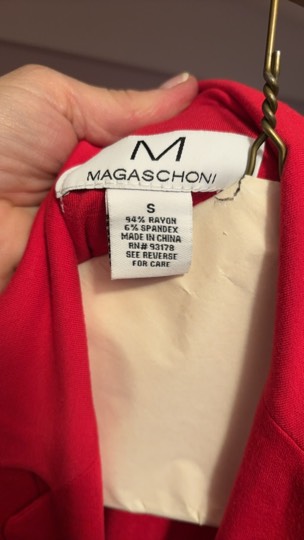 M
MAGASCHONI
S
94% RAYON
6% SPANDEX
MADE IN CHINA
RN# 93178
SEE REVERSE
FOR CARE